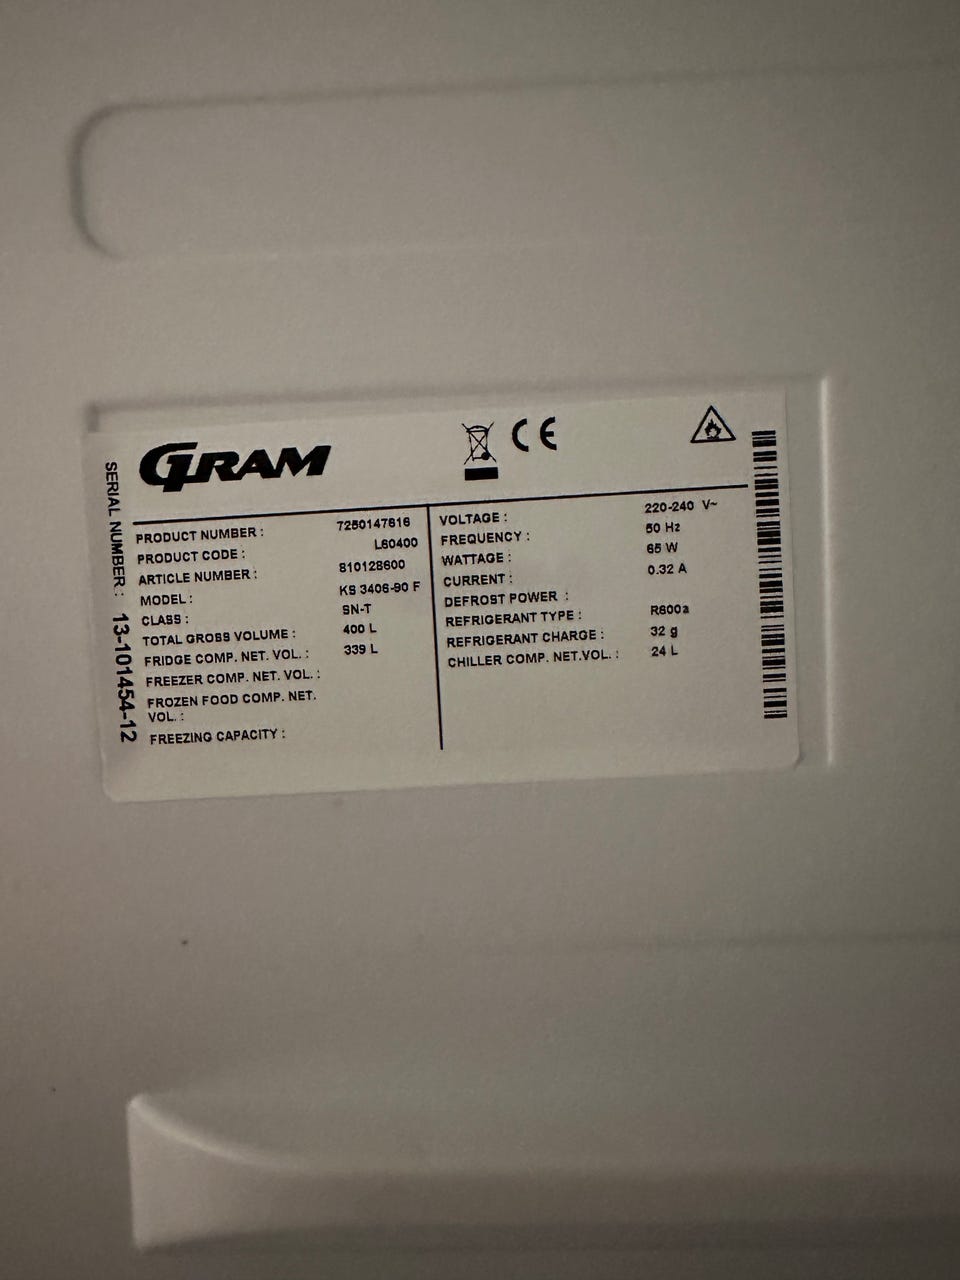 GRAM
CE
SERIAL NUMBER: 13-101454-12
PRODUCT NUMBER : 7250147616
PRODUCT CODE : L60400
ARTICLE NUMBER : 810128600
MODEL : KS 3406-90 F
CLASS : SN-T
TOTAL GROSS VOLUME : 400 L
FRIDGE COMP. NET. VOL. : 339 L
FREEZER COMP. NET. VOL. :
FROZEN FOOD COMP. NET.
VOL. :
FREEZING CAPACITY :
VOLTAGE : 220-240 V~
FREQUENCY : 50 Hz
WATTAGE : 65 W
CURRENT : 0.32 A
DEFROST POWER :
REFRIGERANT TYPE : R600a
REFRIGERANT CHARGE : 32 g
CHILLER COMP. NET.VOL. : 24 L